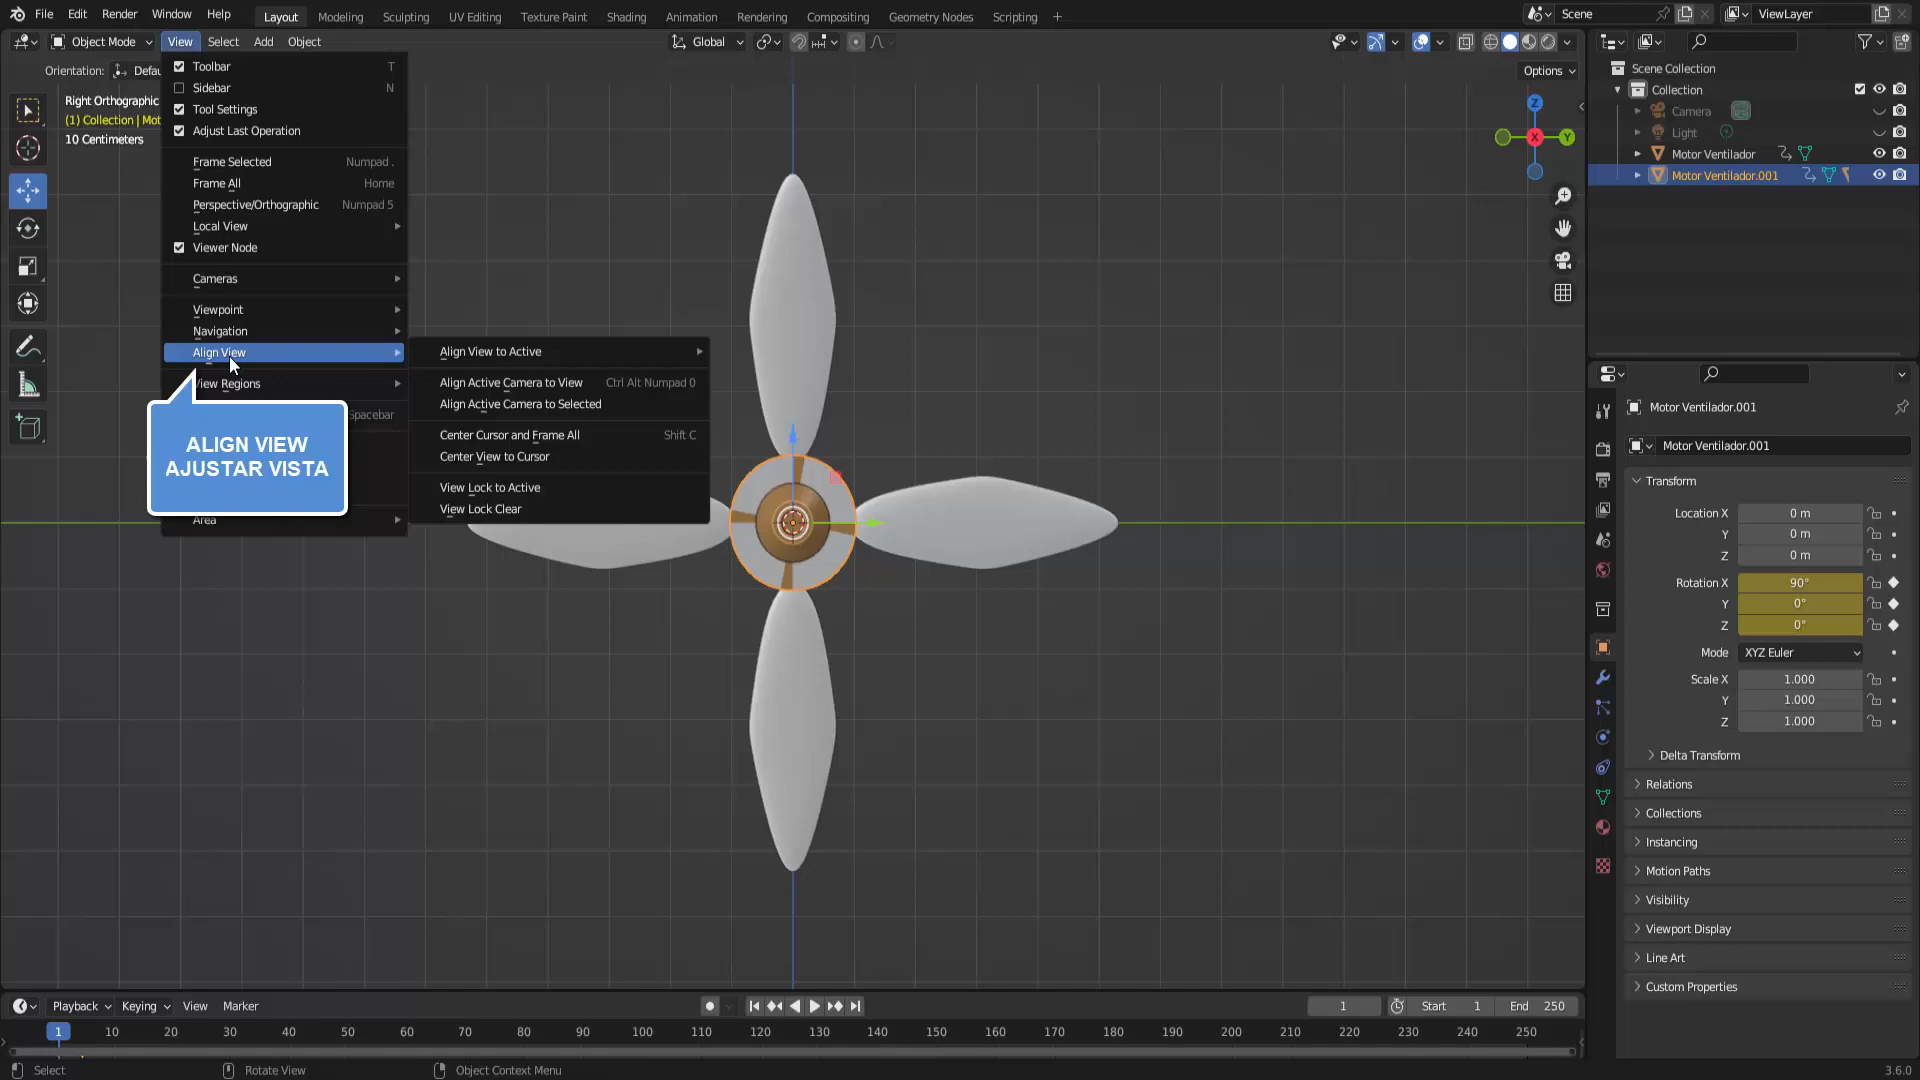 File Edit Render Window Help Layout Modeling Sculpting UV Editing Texture Paint Shading Animation Rendering Compositing Geometry Nodes Scripting + Scene ViewLayer
Object Mode View Select Add Object Global
Orientation: Defau Options
Right Orthographic
(1) Collection | Mot
10 Centimeters
Toolbar T
Sidebar N
Tool Settings
Adjust Last Operation
Frame Selected Numpad .
Frame All Home
Perspective/Orthographic Numpad 5
Local View
Viewer Node
Cameras
Viewpoint
Navigation
Align View
View Regions
Spacebar
Area
Align View to Active
Align Active Camera to View Ctrl Alt Numpad 0
Align Active Camera to Selected
Center Cursor and Frame All Shift C
Center View to Cursor
View Lock to Active
View Lock Clear
ALIGN VIEW
AJUSTAR VISTA
Z
X
Y
Scene Collection
Collection
Camera
Light
Motor Ventilador
Motor Ventilador.001
Motor Ventilador.001
Motor Ventilador.001
Transform
Location X 0 m
Y 0 m
Z 0 m
Rotation X 90°
Y 0°
Z 0°
Mode XYZ Euler
Scale X 1.000
Y 1.000
Z 1.000
Delta Transform
Relations
Collections
Instancing
Motion Paths
Visibility
Viewport Display
Line Art
Custom Properties
Playback Keying View Marker 1 Start 1 End 250
1 10 20 30 40 50 60 70 80 90 100 110 120 130 140 150 160 170 180 190 200 210 220 230 240 250
Select Rotate View Object Context Menu 3.6.0